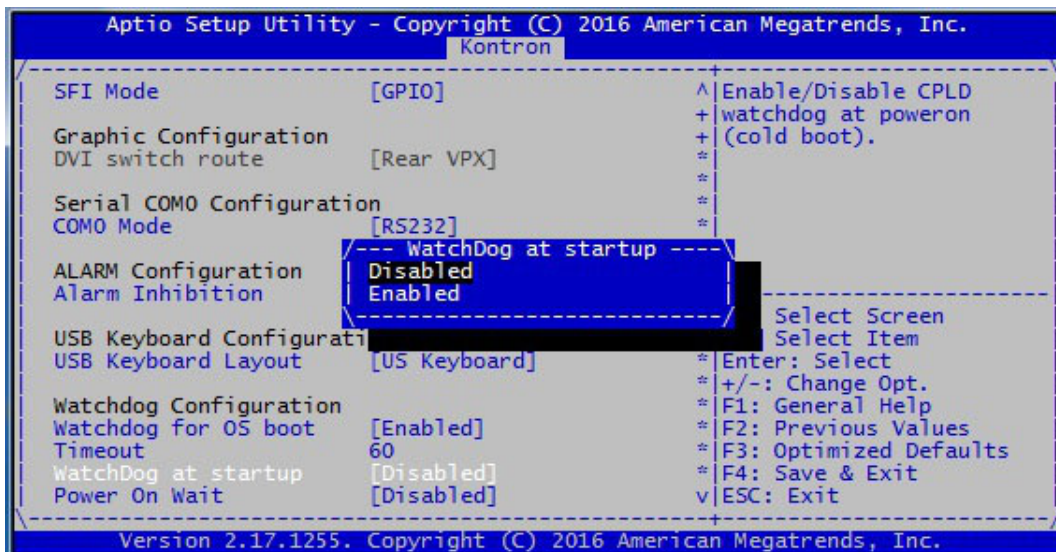 Aptio Setup Utility - Copyright (C) 2016 American Megatrends, Inc.
Kontron
SFI Mode [GPIO]
Graphic Configuration
DVI switch route [Rear VPX]
Serial COM0 Configuration
COM0 Mode [RS232]
ALARM Configuration
Alarm Inhibition
USB Keyboard Configurati
USB Keyboard Layout [US Keyboard]
Watchdog Configuration
Watchdog for OS boot [Enabled]
Timeout 60
WatchDog at startup [Disabled]
Power On Wait [Disabled]
WatchDog at startup
Disabled
Enabled
Enable/Disable CPLD
watchdog at poweron
(cold boot).
Select Screen
Select Item
Enter: Select
+/-: Change Opt.
F1: General Help
F2: Previous Values
F3: Optimized Defaults
F4: Save & Exit
ESC: Exit
Version 2.17.1255. Copyright (C) 2016 American Megatrends, Inc.